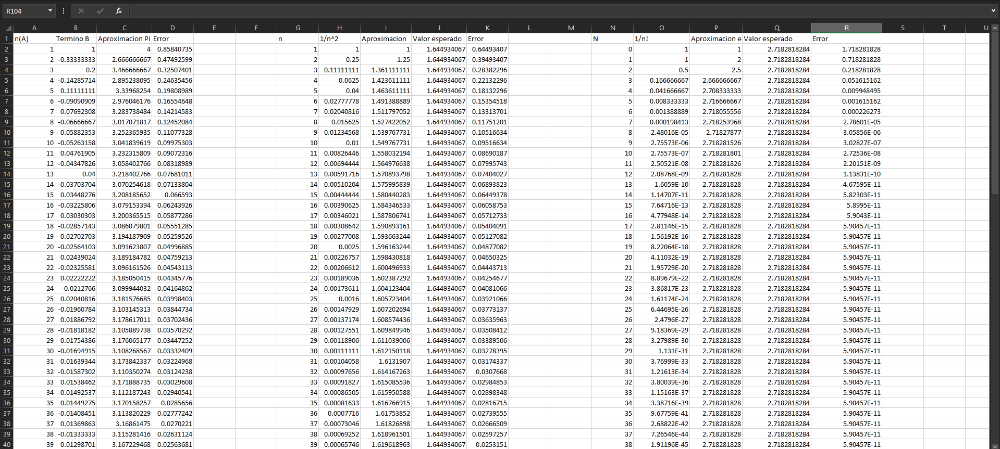 R104 fx
A B C D E F G H I J K L M N O P Q R S T U
1 n(A) Termino B Aproximacion Pi Error n 1/n^2 Aproximacion Valor esperado Error N 1/n! Aproximacion e Valor esperado Error
2 1 1 4 0.85840735 1 1 1 1.644934067 0.64493407 0 1 1 2.7182818284 1.718281828
3 2 -0.33333333 2.666666667 0.47492599 2 0.25 1.25 1.644934067 0.39493407 1 1 2 2.7182818284 0.718281828
4 3 0.2 3.466666667 0.32507401 3 0.11111111 1.361111111 1.644934067 0.28382296 2 0.5 2.5 2.7182818284 0.218281828
5 4 -0.14285714 2.895238095 0.24635456 4 0.0625 1.423611111 1.644934067 0.22132296 3 0.166666667 2.666666667 2.7182818284 0.051615162
6 5 0.11111111 3.33968254 0.19808989 5 0.04 1.463611111 1.644934067 0.18132296 4 0.041666667 2.708333333 2.7182818284 0.009948495
7 6 -0.09090909 2.976046176 0.16554648 6 0.02777778 1.491388889 1.644934067 0.15354518 5 0.008333333 2.716666667 2.7182818284 0.001615162
8 7 0.07692308 3.283738484 0.14214583 7 0.02040816 1.511797052 1.644934067 0.13313701 6 0.001388889 2.718055556 2.7182818284 0.000226273
9 8 -0.06666667 3.017071817 0.12452084 8 0.015625 1.527422052 1.644934067 0.11751201 7 0.000198413 2.718253968 2.7182818284 2.78601E-05
10 9 0.05882353 3.252365935 0.11077328 9 0.01234568 1.539767731 1.644934067 0.10516634 8 2.48016E-05 2.71827877 2.7182818284 3.05856E-06
11 10 -0.05263158 3.041839619 0.09975303 10 0.01 1.549767731 1.644934067 0.09516634 9 2.75573E-06 2.718281526 2.7182818284 3.02827E-07
12 11 0.04761905 3.232315809 0.09072316 11 0.00826446 1.558032194 1.644934067 0.08690187 10 2.75573E-07 2.718281801 2.7182818284 2.72536E-08
13 12 -0.04347826 3.058402766 0.08318989 12 0.00694444 1.564976638 1.644934067 0.07995743 11 2.50521E-08 2.718281826 2.7182818284 2.20151E-09
14 13 0.04 3.218402766 0.07681011 13 0.00591716 1.570893798 1.644934067 0.07404027 12 2.08768E-09 2.718281828 2.7182818284 1.13831E-10
15 14 -0.03703704 3.070254618 0.07133804 14 0.00510204 1.575995839 1.644934067 0.06893823 13 1.6059E-10 2.718281828 2.7182818284 4.67595E-11
16 15 0.03448276 3.208185652 0.066593 15 0.00444444 1.580440283 1.644934067 0.06449378 14 1.14707E-11 2.718281828 2.7182818284 5.82303E-11
17 16 -0.03225806 3.079153394 0.06243926 16 0.00390625 1.584346533 1.644934067 0.06058753 15 7.64716E-13 2.718281828 2.7182818284 5.8995E-11
18 17 0.03030303 3.200365515 0.05877286 17 0.00346021 1.587806741 1.644934067 0.05712733 16 4.77948E-14 2.718281828 2.7182818284 5.9043E-11
19 18 -0.02857143 3.086079801 0.05551285 18 0.00308642 1.590893161 1.644934067 0.05404091 17 2.81146E-15 2.718281828 2.7182818284 5.90457E-11
20 19 0.02702703 3.194187909 0.05259526 19 0.00277008 1.593663244 1.644934067 0.05127082 18 1.56192E-16 2.718281828 2.7182818284 5.90457E-11
21 20 -0.02564103 3.091623807 0.04996885 20 0.0025 1.596163244 1.644934067 0.04877082 19 8.22064E-18 2.718281828 2.7182818284 5.90457E-11
22 21 0.02439024 3.189184782 0.04759213 21 0.00226757 1.598430818 1.644934067 0.04650325 20 4.11032E-19 2.718281828 2.7182818284 5.90457E-11
23 22 -0.02325581 3.096161526 0.04543113 22 0.00206612 1.600496933 1.644934067 0.04443713 21 1.95729E-20 2.718281828 2.7182818284 5.90457E-11
24 23 0.02222222 3.185050415 0.04345776 23 0.00189036 1.602387292 1.644934067 0.04254677 22 8.89679E-22 2.718281828 2.7182818284 5.90457E-11
25 24 -0.0212766 3.099944032 0.04164862 24 0.00173611 1.604123404 1.644934067 0.04081066 23 3.86817E-23 2.718281828 2.7182818284 5.90457E-11
26 25 0.02040816 3.181576685 0.03998403 25 0.0016 1.605723404 1.644934067 0.03921066 24 1.61174E-24 2.718281828 2.7182818284 5.90457E-11
27 26 -0.01960784 3.103145313 0.03844734 26 0.00147929 1.607202694 1.644934067 0.03773137 25 6.44695E-26 2.718281828 2.7182818284 5.90457E-11
28 27 0.01886792 3.178617011 0.03702436 27 0.00137174 1.608574436 1.644934067 0.03635963 26 2.4796E-27 2.718281828 2.7182818284 5.90457E-11
29 28 -0.01818182 3.105889738 0.03570292 28 0.00127551 1.609849946 1.644934067 0.03508412 27 9.18369E-29 2.718281828 2.7182818284 5.90457E-11
30 29 0.01754386 3.176065177 0.03447252 29 0.00118906 1.611039006 1.644934067 0.03389506 28 3.27989E-30 2.718281828 2.7182818284 5.90457E-11
31 30 -0.01694915 3.108268567 0.03332409 30 0.00111111 1.612150118 1.644934067 0.03278395 29 1.131E-31 2.718281828 2.7182818284 5.90457E-11
32 31 0.01639344 3.173842337 0.03224968 31 0.00104058 1.6131907 1.644934067 0.03174337 30 3.76999E-33 2.718281828 2.7182818284 5.90457E-11
33 32 -0.01587302 3.110350274 0.03124238 32 0.00097656 1.614167263 1.644934067 0.0307668 31 1.21613E-34 2.718281828 2.7182818284 5.90457E-11
34 33 0.01538462 3.171888735 0.03029608 33 0.00091827 1.615085536 1.644934067 0.02984853 32 3.80039E-36 2.718281828 2.7182818284 5.90457E-11
35 34 -0.01492537 3.112187243 0.02940541 34 0.00086505 1.615950588 1.644934067 0.02898348 33 1.15163E-37 2.718281828 2.7182818284 5.90457E-11
36 35 0.01449275 3.170158257 0.0285656 35 0.00081633 1.616766915 1.644934067 0.02816715 34 3.38716E-39 2.718281828 2.7182818284 5.90457E-11
37 36 -0.01408451 3.113820229 0.02777242 36 0.0007716 1.61753852 1.644934067 0.02739555 35 9.67759E-41 2.718281828 2.7182818284 5.90457E-11
38 37 0.01369863 3.16861475 0.0270221 37 0.00073046 1.61826898 1.644934067 0.02666509 36 2.68822E-42 2.718281828 2.7182818284 5.90457E-11
39 38 -0.01333333 3.115281416 0.02631124 38 0.00069252 1.618961501 1.644934067 0.02597257 37 7.26546E-44 2.718281828 2.7182818284 5.90457E-11
40 39 0.01298701 3.167229468 0.02563681 39 0.00065746 1.619618963 1.644934067 0.0253151 38 1.91196E-45 2.718281828 2.7182818284 5.90457E-11